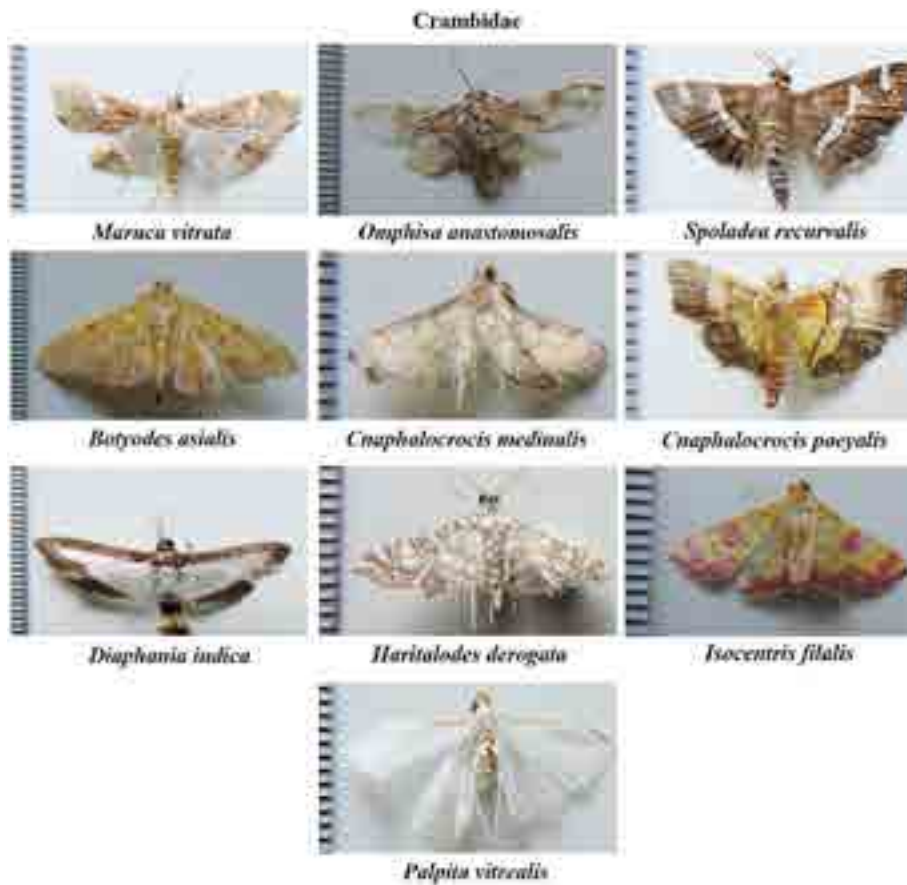 Crambidae
Maruca vitrata
Omphisa anastomosalis
Spoladea recurvalis
Botyodes asialis
Cnaphalocrocis medinalis
Cnaphalocrocis poeyalis
Diaphania indica
Haritalodes derogata
Isocentris filalis
Palpita vitrealis